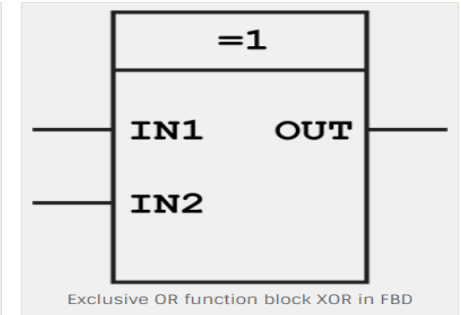 =1
IN1 OUT
IN2
Exclusive OR function block XOR in FBD